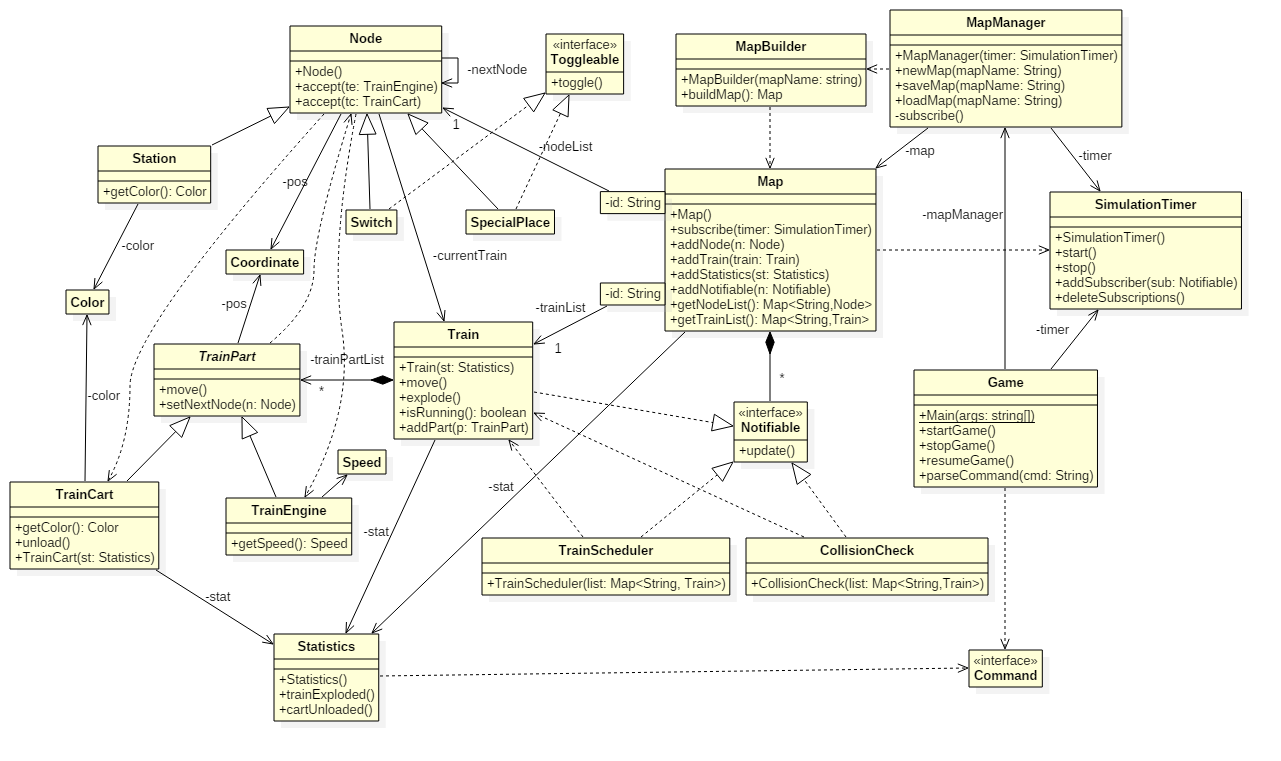 Node
+Node()
+accept(te: TrainEngine)
+accept(tc: TrainCart)
-nextNode
«interface»
Toggleable
+toggle()
MapBuilder
+MapBuilder(mapName: string)
+buildMap(): Map
MapManager
+MapManager(timer: SimulationTimer)
+newMap(mapName: String)
+saveMap(mapName: String)
+loadMap(mapName: String)
-subscribe()
1
-nodeList
-map
-timer
Station
+getColor(): Color
-pos
-color
Switch
SpecialPlace
-id: String
Map
+Map()
+subscribe(timer: SimulationTimer)
+addNode(n: Node)
+addTrain(train: Train)
+addStatistics(st: Statistics)
+addNotifiable(n: Notifiable)
+getNodeList(): Map<String,Node>
+getTrainList(): Map<String,Train>
-id: String
-mapManager
SimulationTimer
+SimulationTimer()
+start()
+stop()
+addSubscriber(sub: Notifiable)
+deleteSubscriptions()
Coordinate
-currentTrain
Color
-pos
-trainList
1
-timer
Train
+Train(st: Statistics)
+move()
+explode()
+isRunning(): boolean
+addPart(p: TrainPart)
TrainPart
+move()
+setNextNode(n: Node)
-trainPartList
*
*
-color
Game
+Main(args: string[])
+startGame()
+stopGame()
+resumeGame()
+parseCommand(cmd: String)
«interface»
Notifiable
+update()
Speed
-stat
TrainCart
+getColor(): Color
+unload()
+TrainCart(st: Statistics)
TrainEngine
+getSpeed(): Speed
-stat
TrainScheduler
+TrainScheduler(list: Map<String, Train>)
CollisionCheck
+CollisionCheck(list: Map<String,Train>)
-stat
Statistics
+Statistics()
+trainExploded()
+cartUnloaded()
«interface»
Command